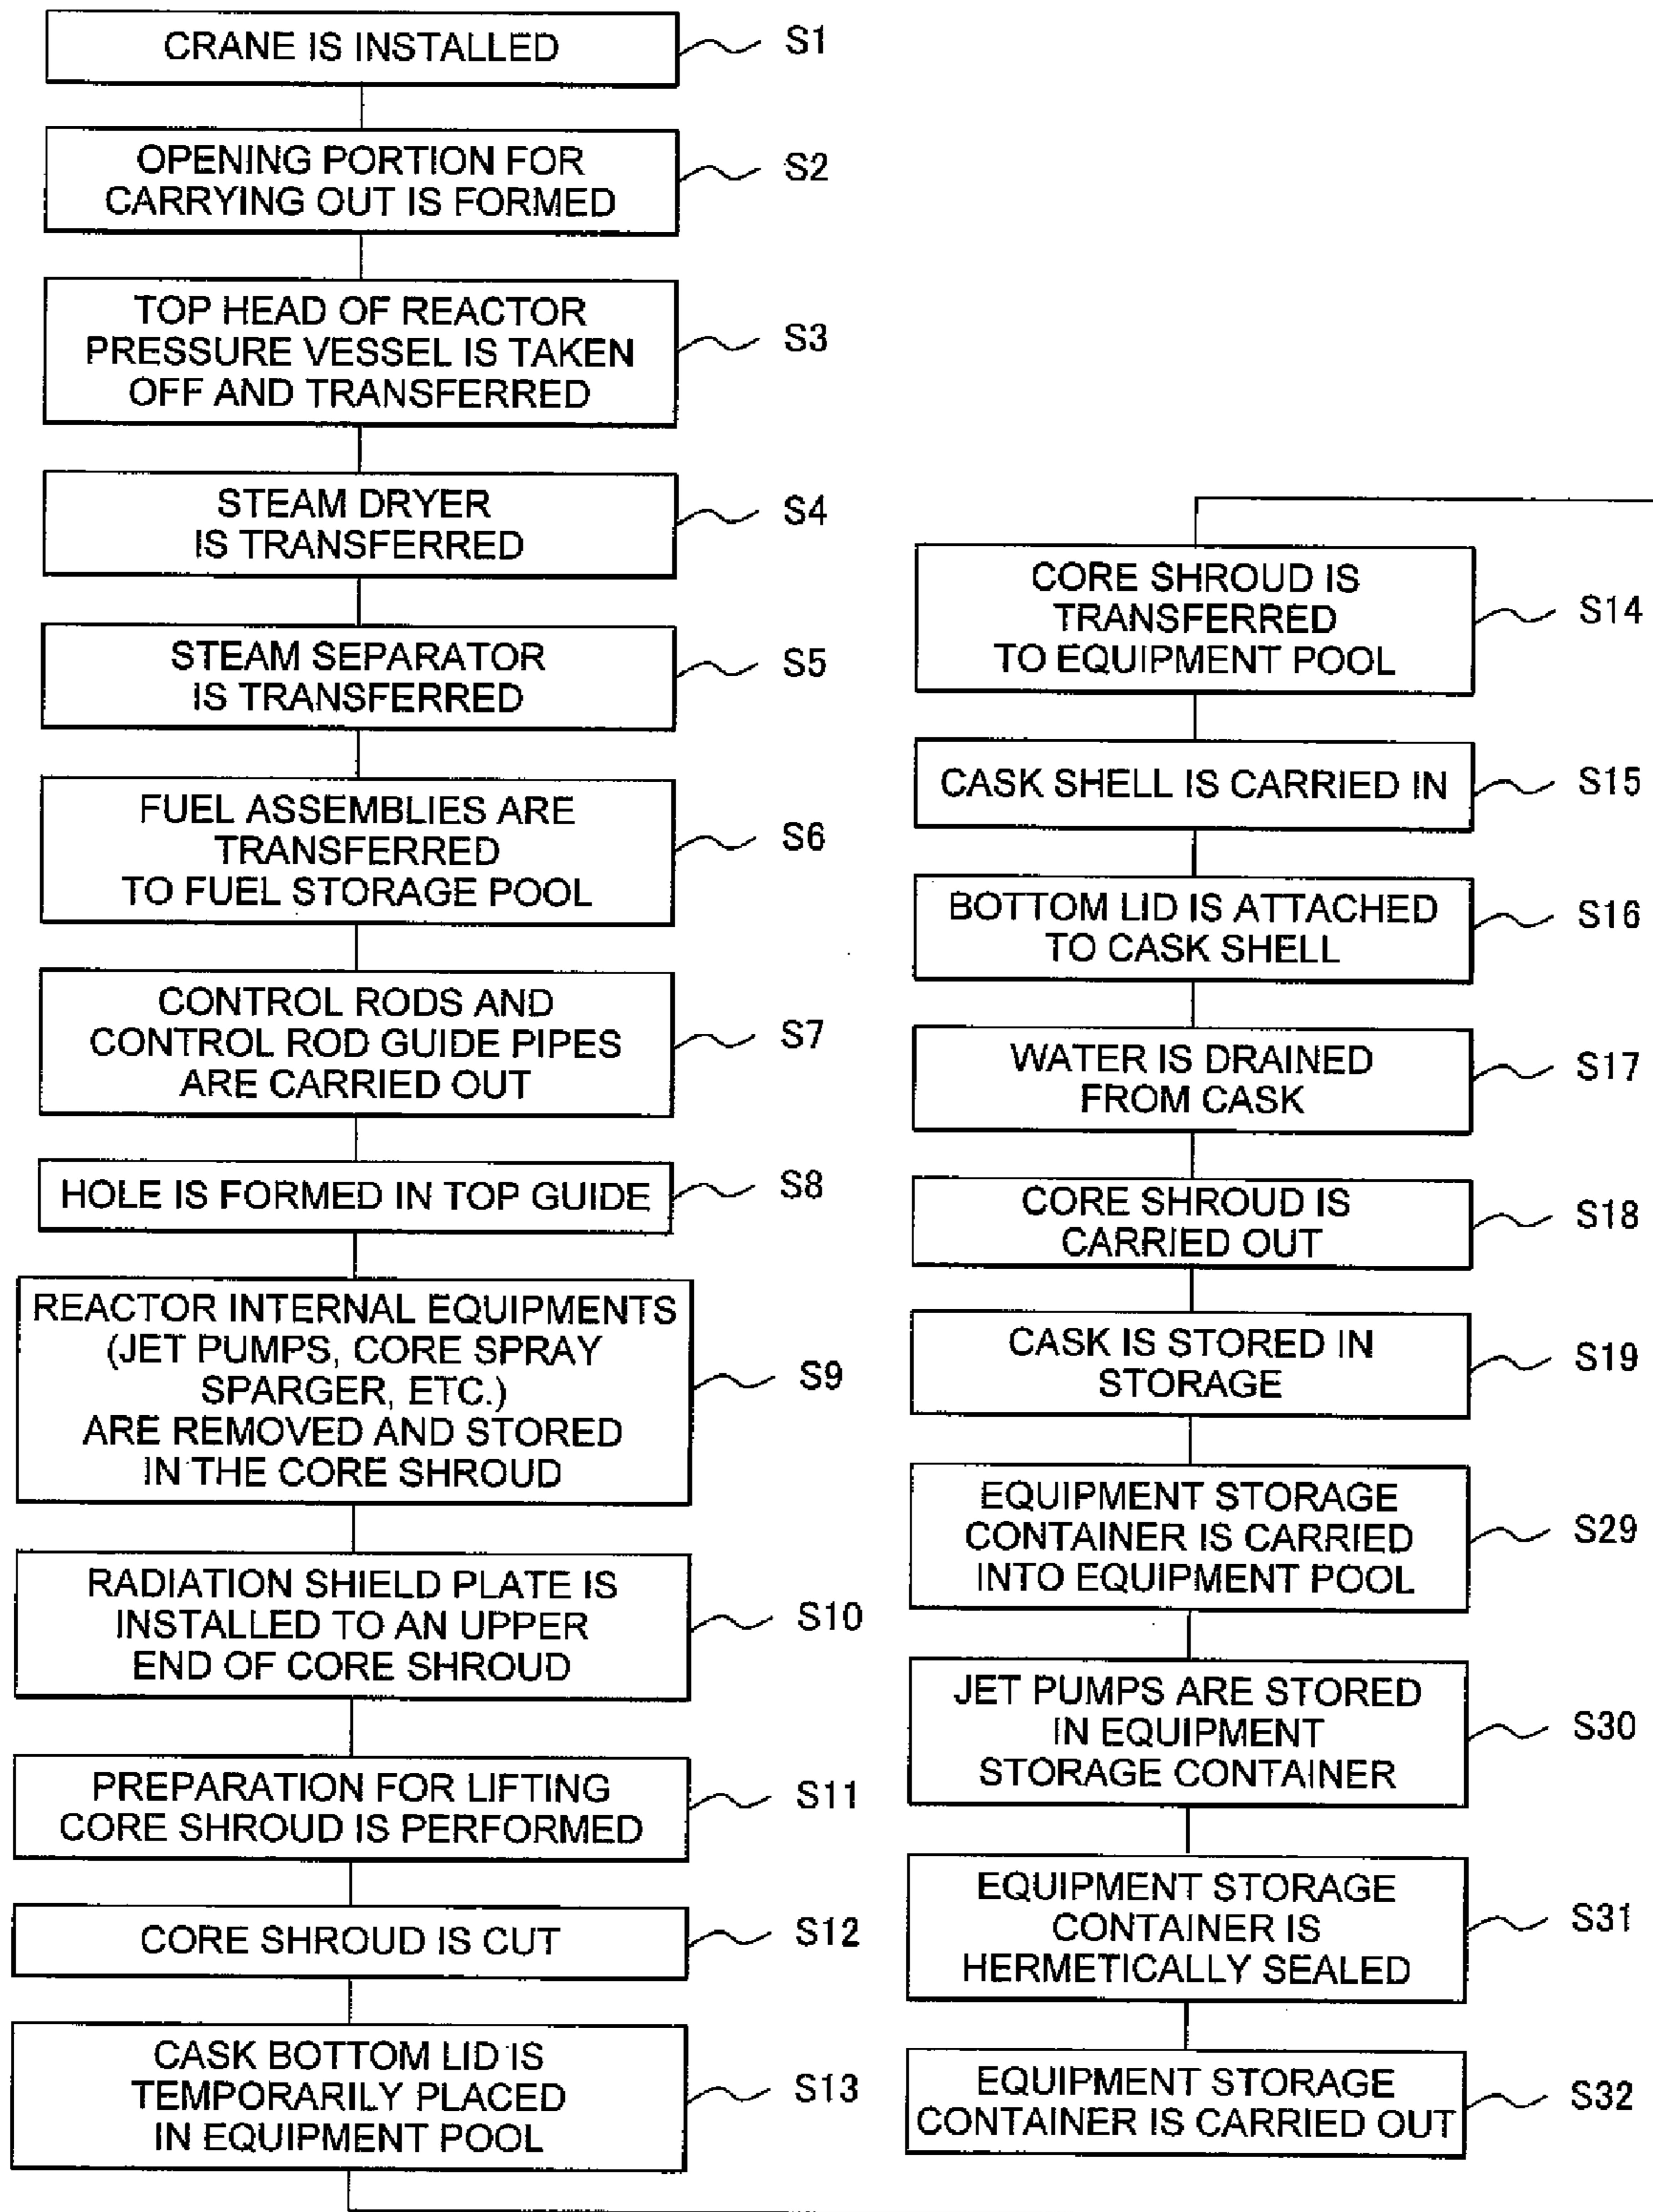 CRANE IS INSTALLED
S1
OPENING PORTION FOR
CARRYING OUT IS FORMED
S2
TOP HEAD OF REACTOR
PRESSURE VESSEL IS TAKEN
OFF AND TRANSFERRED
S3
STEAM DRYER
IS TRANSFERRED
S4
STEAM SEPARATOR
IS TRANSFERRED
S5
FUEL ASSEMBLIES ARE
TRANSFERRED
TO FUEL STORAGE POOL
S6
CONTROL RODS AND
CONTROL ROD GUIDE PIPES
ARE CARRIED OUT
S7
HOLE IS FORMED IN TOP GUIDE
S8
REACTOR INTERNAL EQUIPMENTS
(JET PUMPS, CORE SPRAY
SPARGER, ETC.)
ARE REMOVED AND STORED
IN THE CORE SHROUD
S9
RADIATION SHIELD PLATE IS
INSTALLED TO AN UPPER
END OF CORE SHROUD
S10
PREPARATION FOR LIFTING
CORE SHROUD IS PERFORMED
S11
CORE SHROUD IS CUT
S12
CASK BOTTOM LID IS
TEMPORARILY PLACED
IN EQUIPMENT POOL
S13
CORE SHROUD IS
TRANSFERRED
TO EQUIPMENT POOL
S14
CASK SHELL IS CARRIED IN
S15
BOTTOM LID IS ATTACHED
TO CASK SHELL
S16
WATER IS DRAINED
FROM CASK
S17
CORE SHROUD IS
CARRIED OUT
S18
CASK IS STORED IN
STORAGE
S19
EQUIPMENT STORAGE
CONTAINER IS CARRIED
INTO EQUIPMENT POOL
S29
JET PUMPS ARE STORED
IN EQUIPMENT
STORAGE CONTAINER
S30
EQUIPMENT STORAGE
CONTAINER IS
HERMETICALLY SEALED
S31
EQUIPMENT STORAGE
CONTAINER IS CARRIED OUT
S32